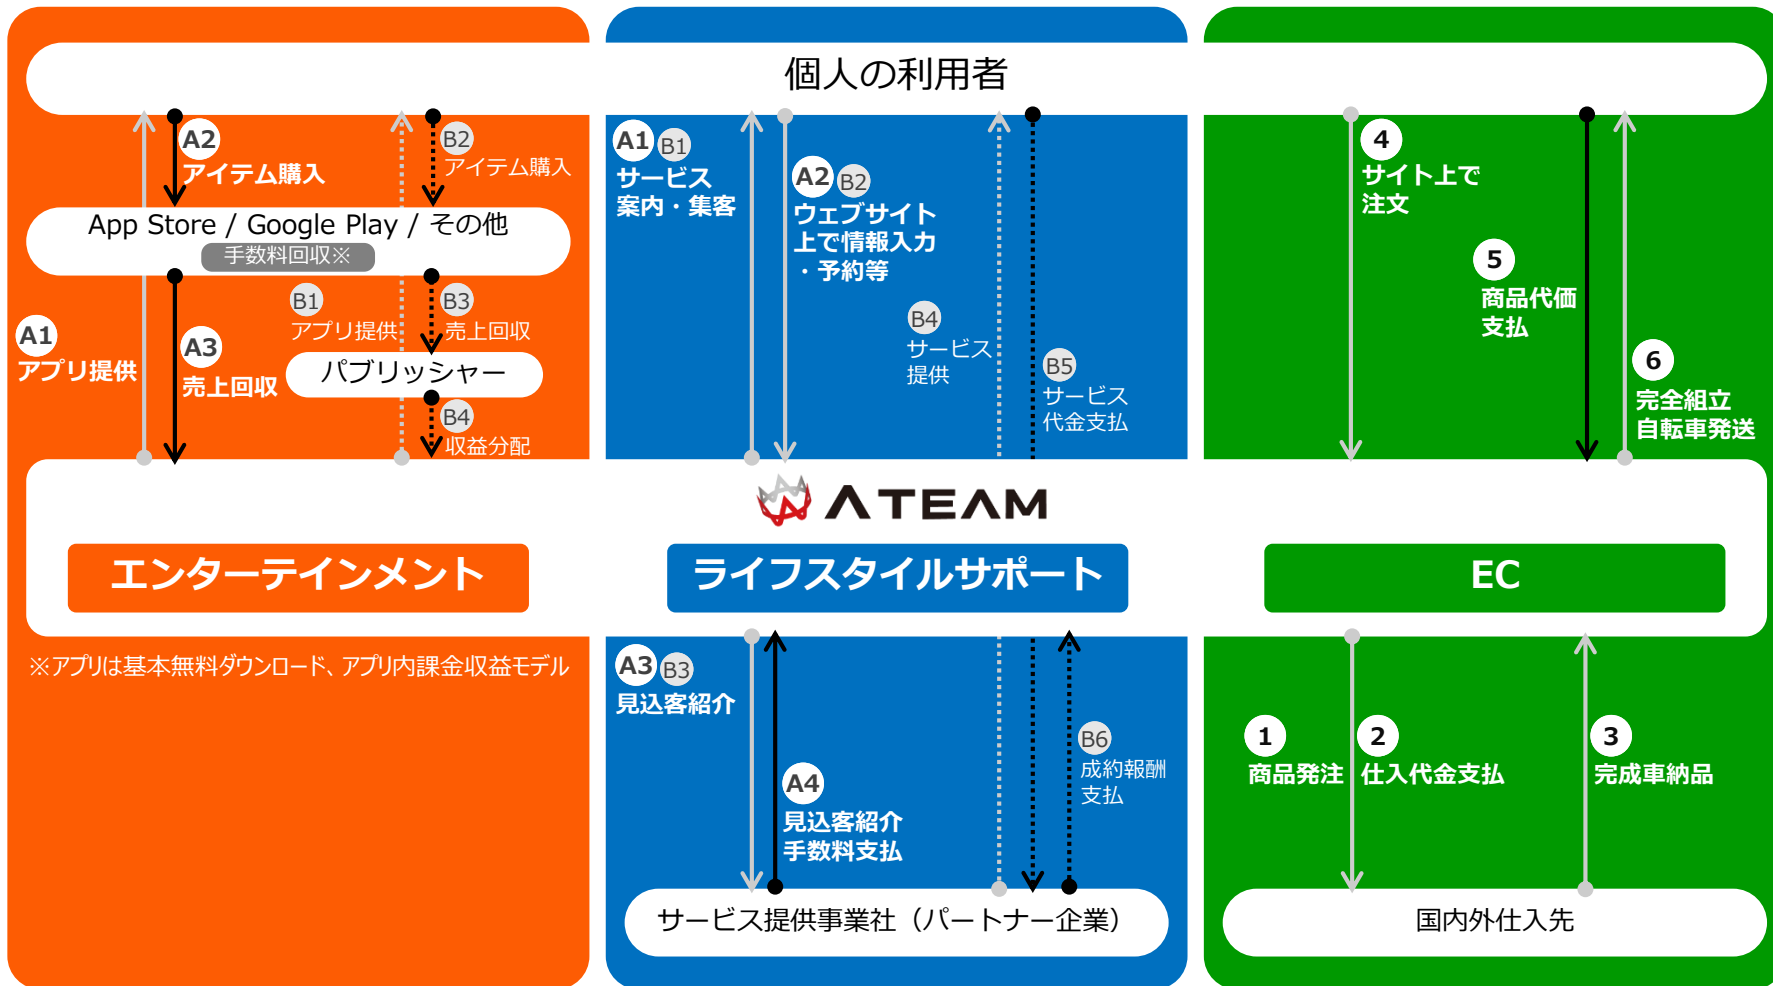 個人の利用者
A2
アイテム購入
B2
アイテム購入
App Store / Google Play / その他
手数料回収※
A1
アプリ提供
A3
売上回収
B1
アプリ提供
B3
売上回収
パブリッシャー
B4
収益分配
A1 B1
サービス
案内・集客
A2 B2
ウェブサイト
上で情報入力
・予約等
B4
サービス
提供
B5
サービス
代金支払
4
サイト上で
注文
5
商品代価
支払
6
完全組立
自転車発送
ATEAM
エンターテインメント
ライフスタイルサポート
EC
※アプリは基本無料ダウンロード、アプリ内課金収益モデル
A3 B3
見込客紹介
A4
見込客紹介
手数料支払
B6
成約報酬
支払
サービス提供事業社（パートナー企業）
1
商品発注
2
仕入代金支払
3
完成車納品
国内外仕入先